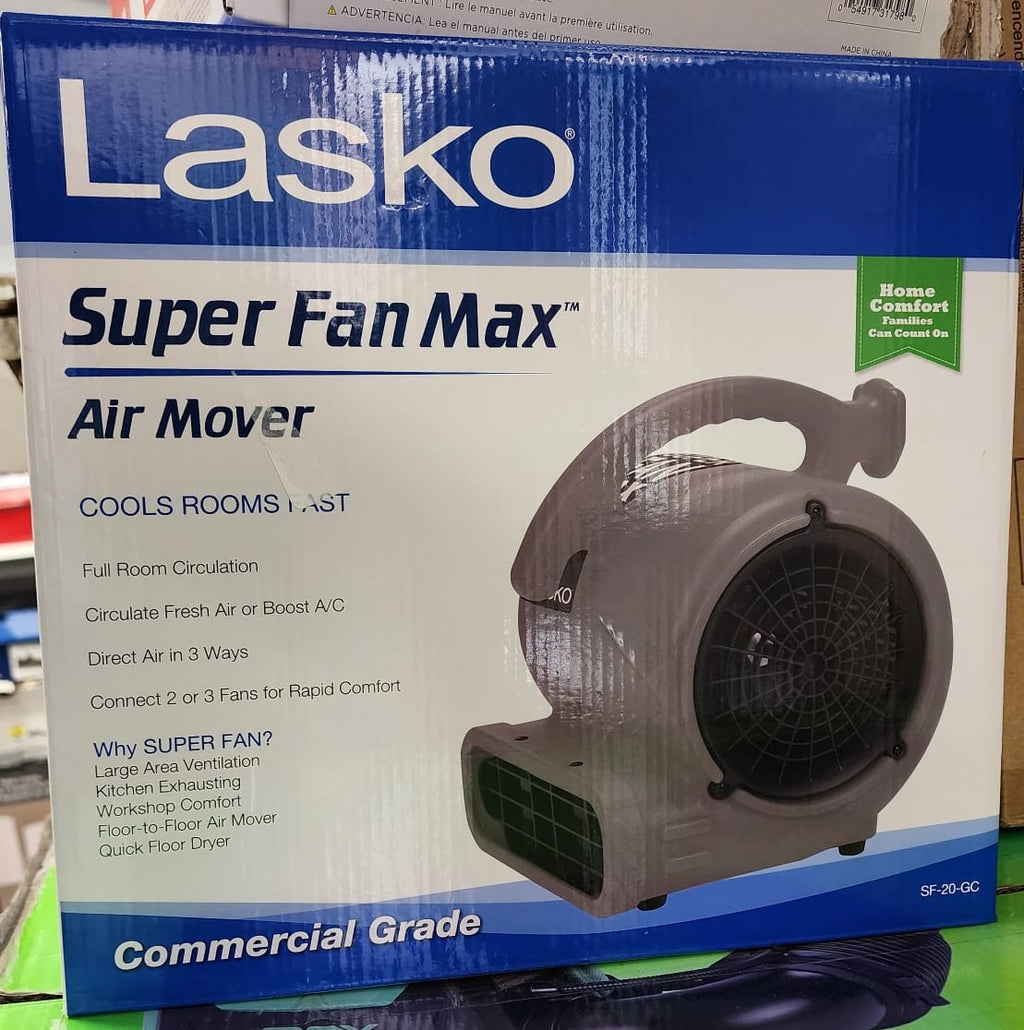 Lire le manuel avant la première utilisation.
⚠ ADVERTENCIA: Lea el manual antes del primer uso
MADE IN CHINA
Lasko®
Super Fan Max™
Air Mover
Home
Comfort
Families
Can Count On
COOLS ROOMS FAST
Full Room Circulation
Circulate Fresh Air or Boost A/C
Direct Air in 3 Ways
Connect 2 or 3 Fans for Rapid Comfort
Why SUPER FAN?
Large Area Ventilation
Kitchen Exhausting
Workshop Comfort
Floor-to-Floor Air Mover
Quick Floor Dryer
SF-20-GC
Commercial Grade